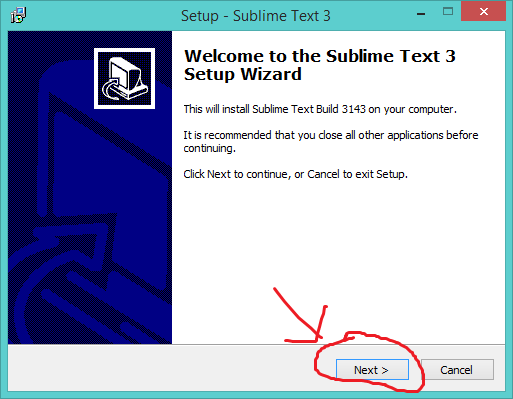 Setup - Sublime Text 3
Welcome to the Sublime Text 3
Setup Wizard
This will install Sublime Text Build 3143 on your computer.
It is recommended that you close all other applications before
continuing.
Click Next to continue, or Cancel to exit Setup.
Next >
Cancel